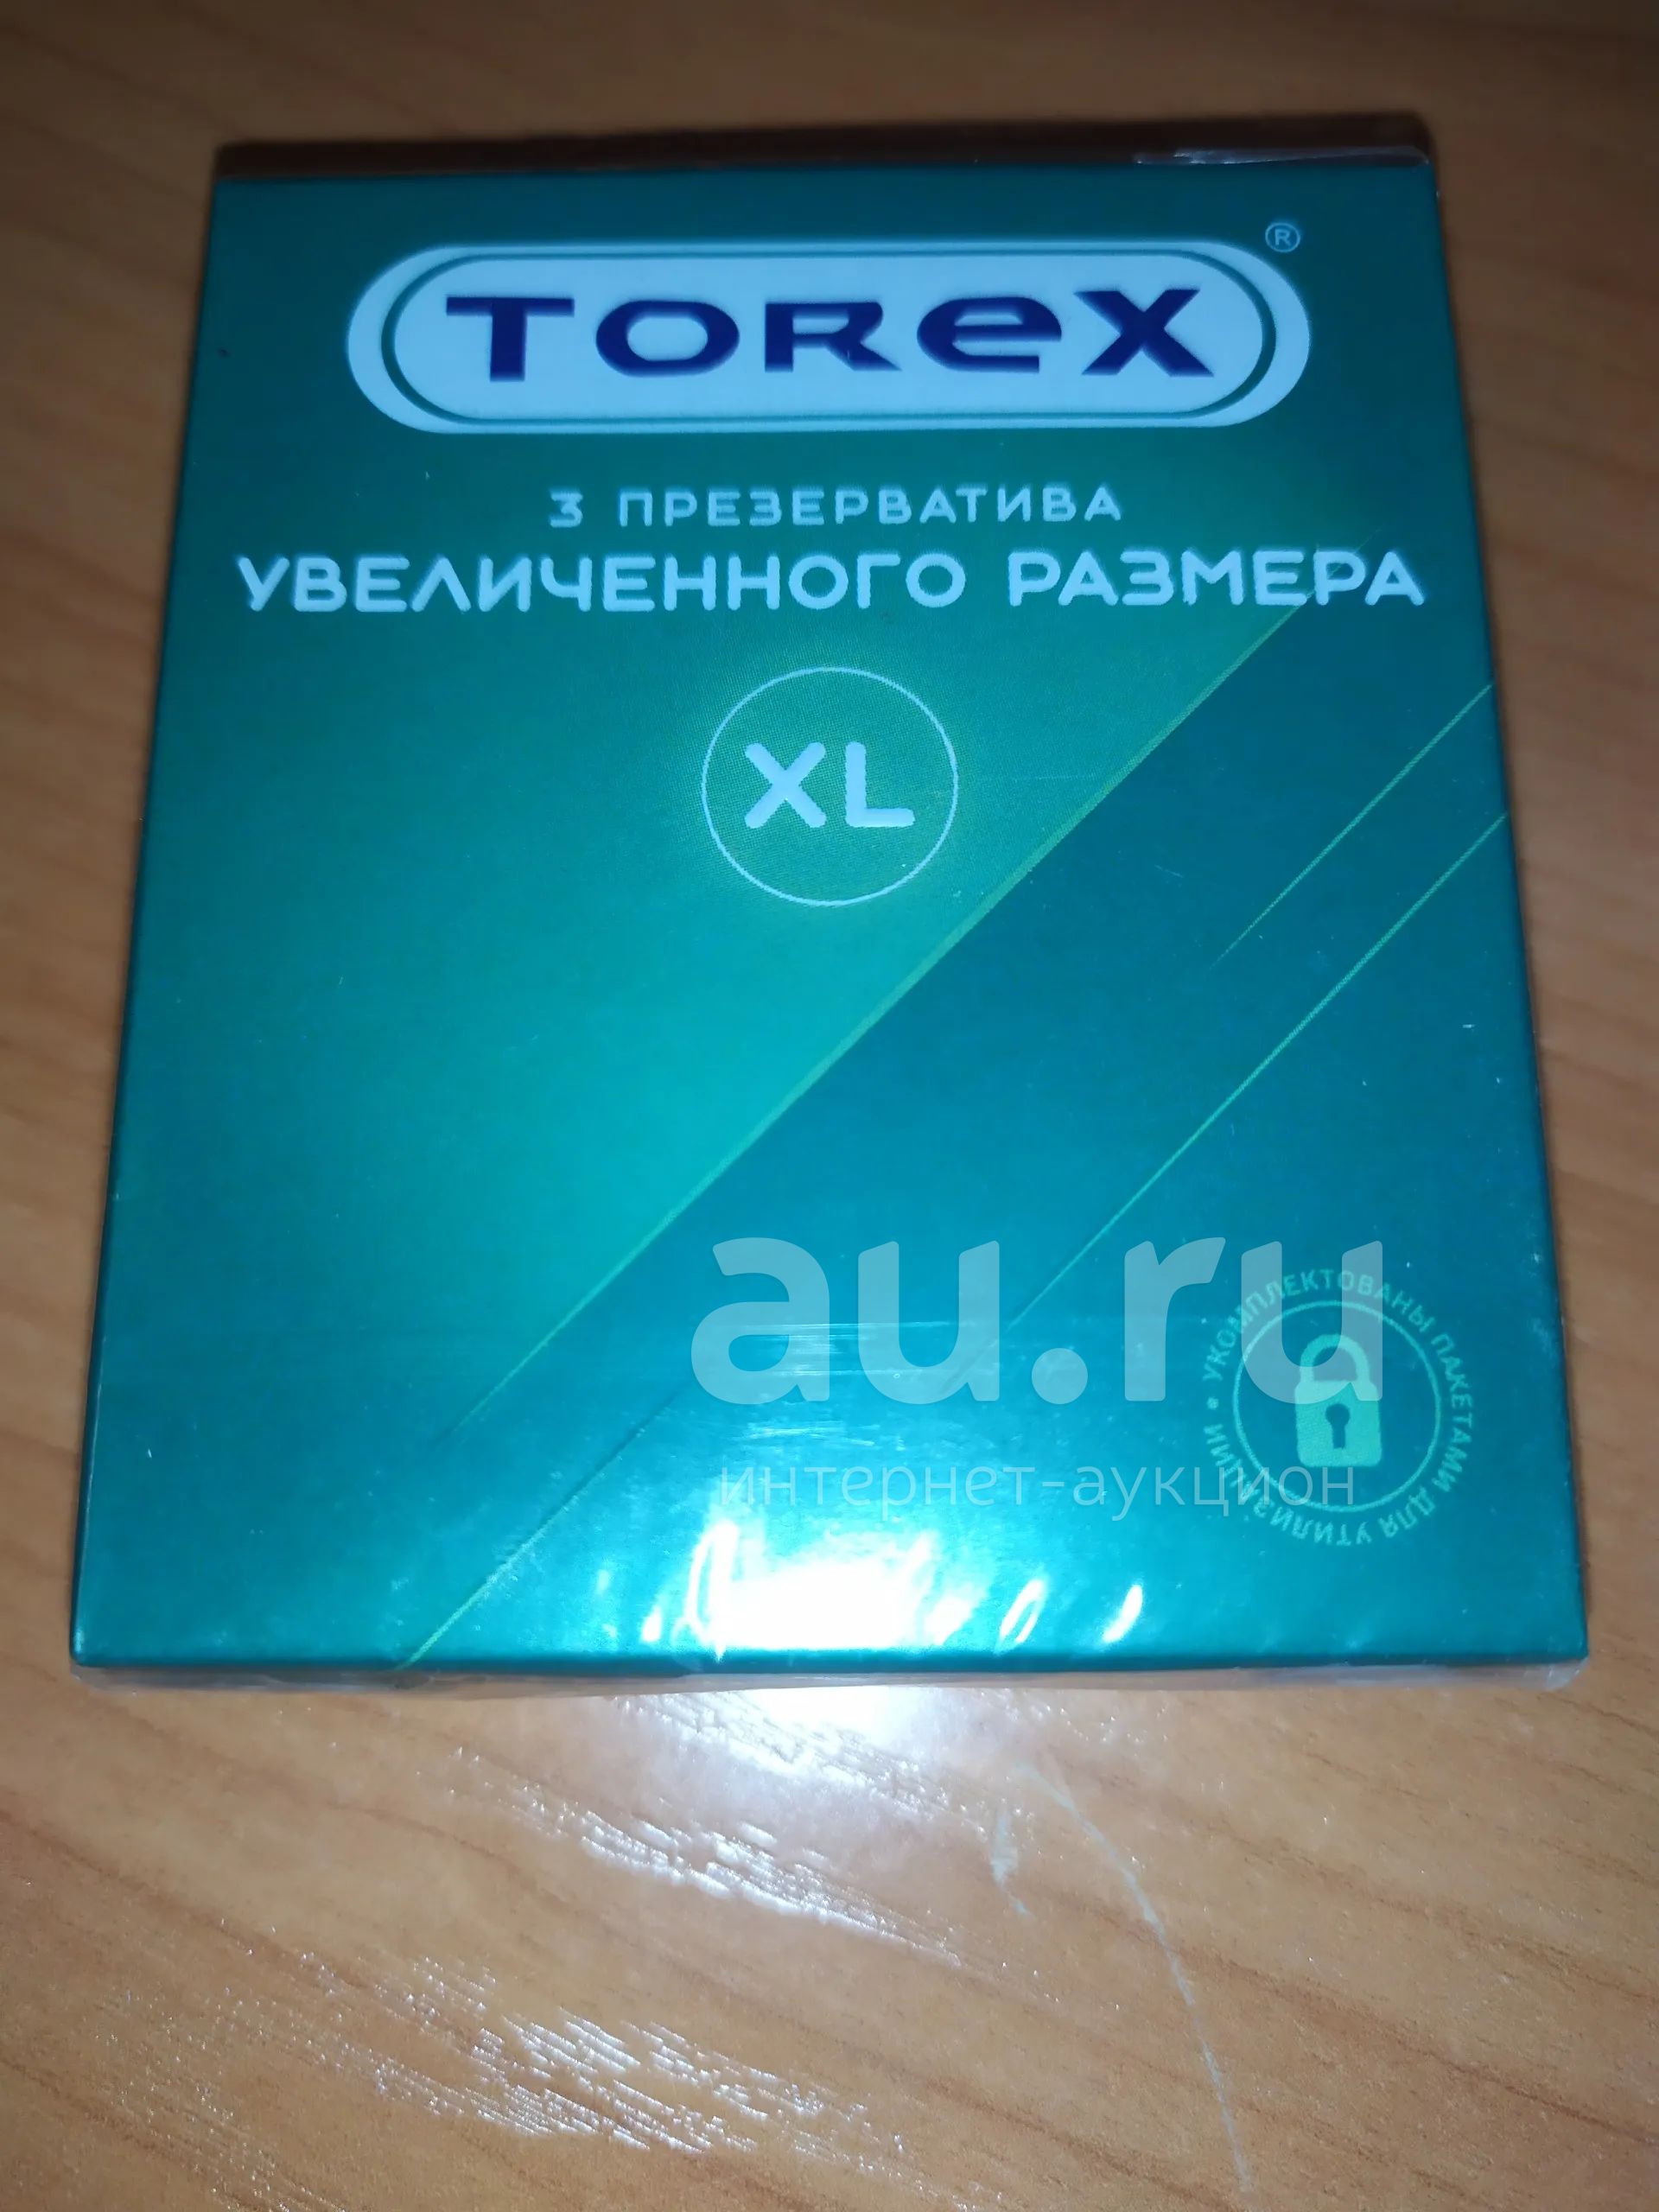 TOREX ®
3 ПРЕЗЕРВАТИВА
УВЕЛИЧЕННОГО РАЗМЕРА
XL
au.ru
интернет-аукцион
УКОМПЛЕКТОВАНЫ ПАКЕТАМИ ДЛЯ УТИЛИЗАЦИИ •